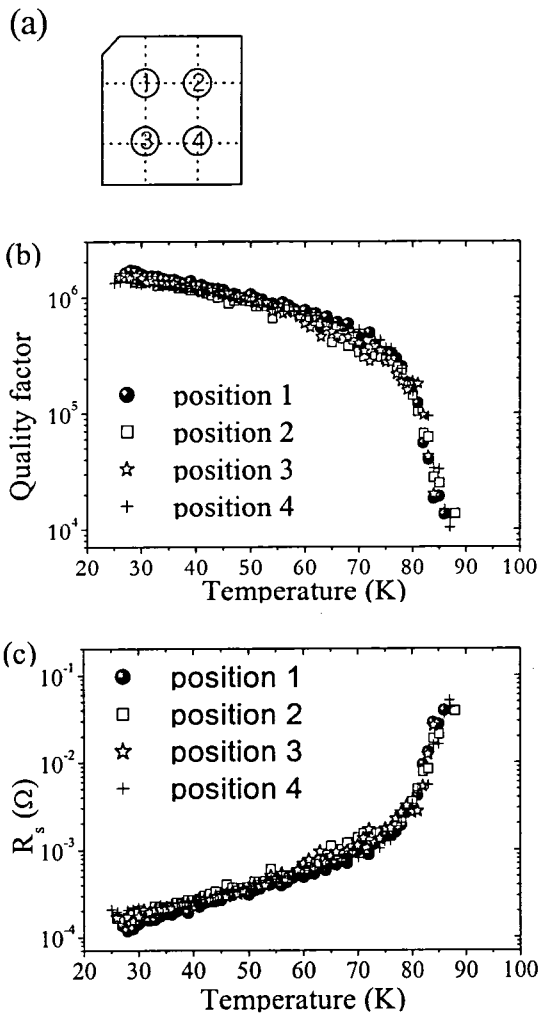 (a)
1 2
3 4
(b)
Quality factor
10^6
10^5
10^4
position 1
position 2
position 3
position 4
20 30 40 50 60 70 80 90 100
Temperature (K)
(c)
R_s (Ω)
10^-1
10^-2
10^-3
10^-4
position 1
position 2
position 3
position 4
20 30 40 50 60 70 80 90 100
Temperature (K)